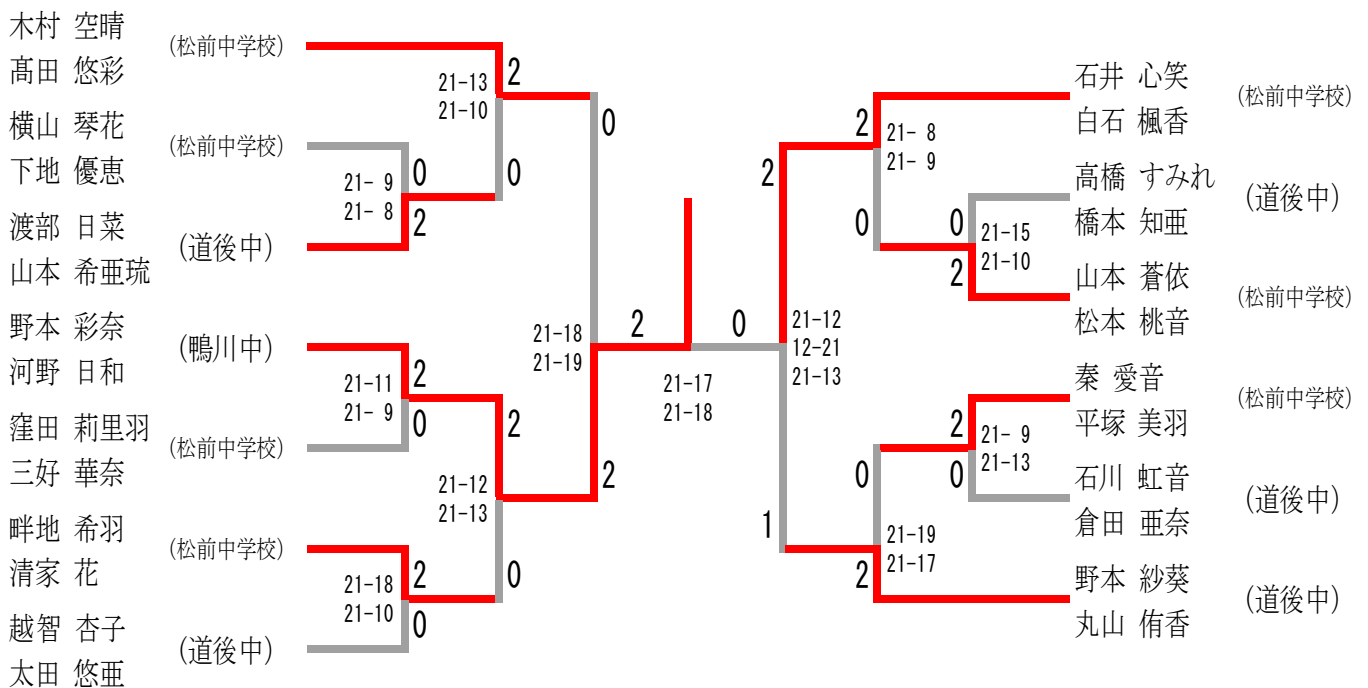 木村 空晴
髙田 悠彩
(松前中学校)
横山 琴花
下地 優恵
(松前中学校)
渡部 日菜
山本 希亜琉
(道後中)
野本 彩奈
河野 日和
(鴨川中)
窪田 莉里羽
三好 華奈
(松前中学校)
畔地 希羽
清家 花
(松前中学校)
越智 杏子
太田 悠亜
(道後中)
2
21-13
21-10
0
0
21- 9
21- 8
2
2
21-11
21- 9
0
2
21-18
21-10
0
2
21-12
21-13
0
0
21-18
21-19
2
2
0
21-17
21-18
2
21-12
12-21
21-13
1
2
21- 8
21- 9
0
0
21-15
21-10
2
2
21- 9
21-13
0
0
21-19
21-17
2
石井 心笑
白石 楓香
(松前中学校)
高橋 すみれ
橋本 知亜
(道後中)
山本 蒼依
松本 桃音
(松前中学校)
秦 愛音
平塚 美羽
(松前中学校)
石川 虹音
倉田 亜奈
(道後中)
野本 紗葵
丸山 侑香
(道後中)